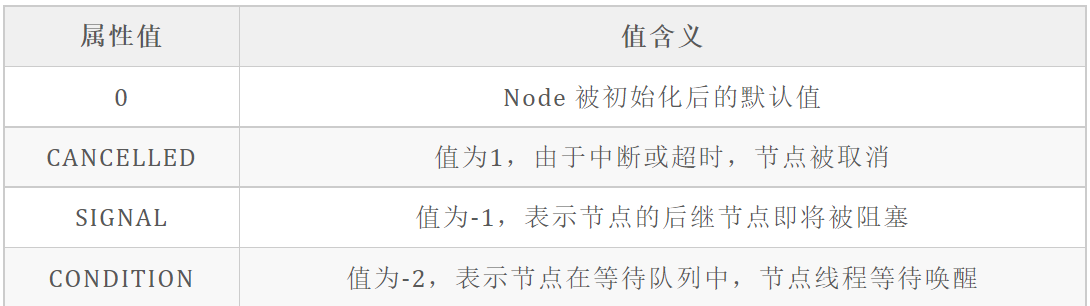 属性值 值含义
0 Node 被初始化后的默认值
CANCELLED 值为1，由于中断或超时，节点被取消
SIGNAL 值为-1，表示节点的后继节点即将被阻塞
CONDITION 值为-2，表示节点在等待队列中，节点线程等待唤醒